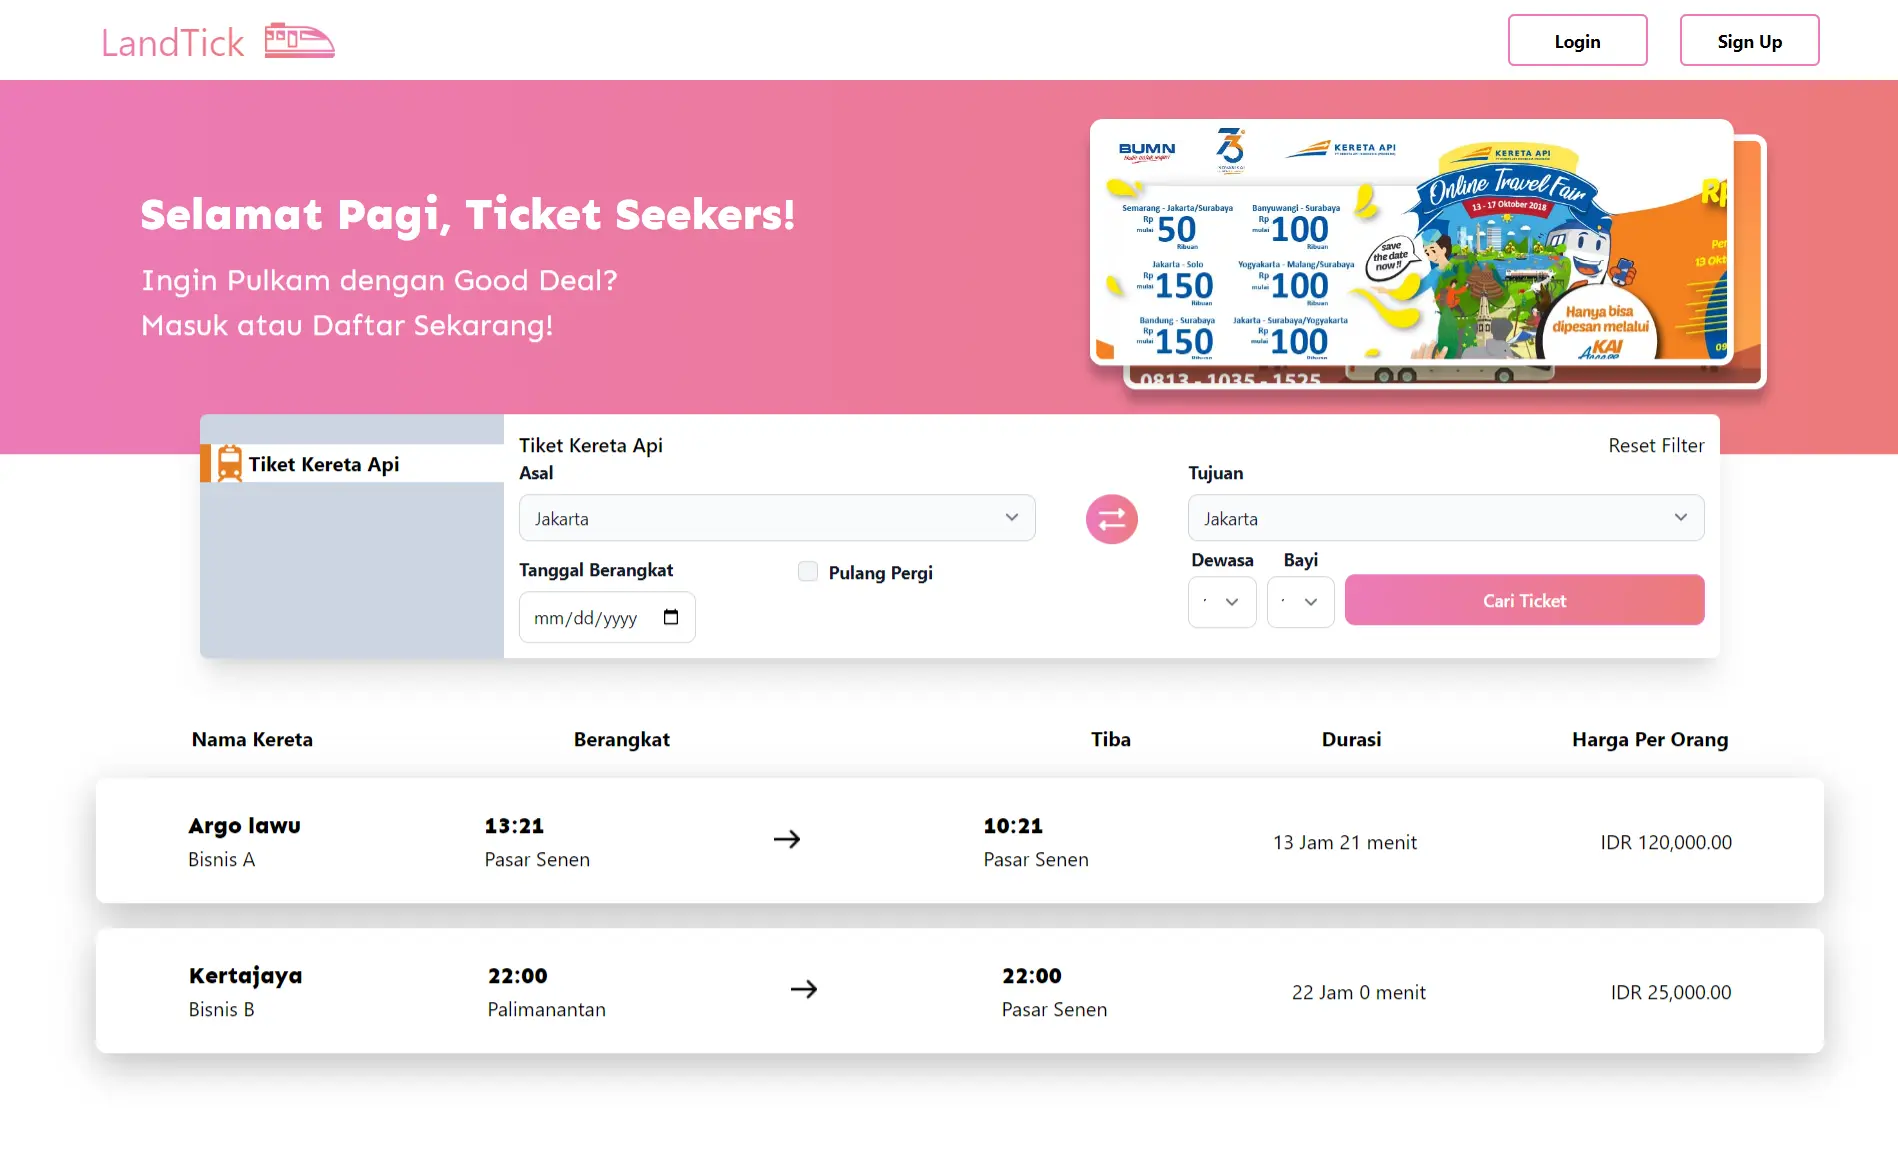 LandTick
Login
Sign Up
Selamat Pagi, Ticket Seekers!
Ingin Pulkam dengan Good Deal?
Masuk atau Daftar Sekarang!
BUMN
KERETA API
KERETA API
Online Travel Fair
13 - 17 Oktober 2018
save
the date
now !!
Semarang - Jakarta/Surabaya
Rp
mulai
50
Ribuan
Banyuwangi - Surabaya
Rp
mulai
100
Ribuan
Jakarta - Solo
Rp
mulai
150
Ribuan
Yogyakarta - Malang/Surabaya
Rp
mulai
100
Ribuan
Bandung - Surabaya
Rp
mulai
150
Jakarta - Surabaya/Yogyakarta
Rp
mulai
100
Hanya bisa
dipesan melalui
KAI
0813 - 1035 - 1525
Tiket Kereta Api
Tiket Kereta Api
Reset Filter
Asal
Tujuan
Jakarta
Jakarta
Tanggal Berangkat
Pulang Pergi
Dewasa
Bayi
mm/dd/yyyy
Cari Ticket
Nama Kereta
Berangkat
Tiba
Durasi
Harga Per Orang
Argo lawu
Bisnis A
13:21
Pasar Senen
10:21
Pasar Senen
13 Jam 21 menit
IDR 120,000.00
Kertajaya
Bisnis B
22:00
Palimanantan
22:00
Pasar Senen
22 Jam 0 menit
IDR 25,000.00